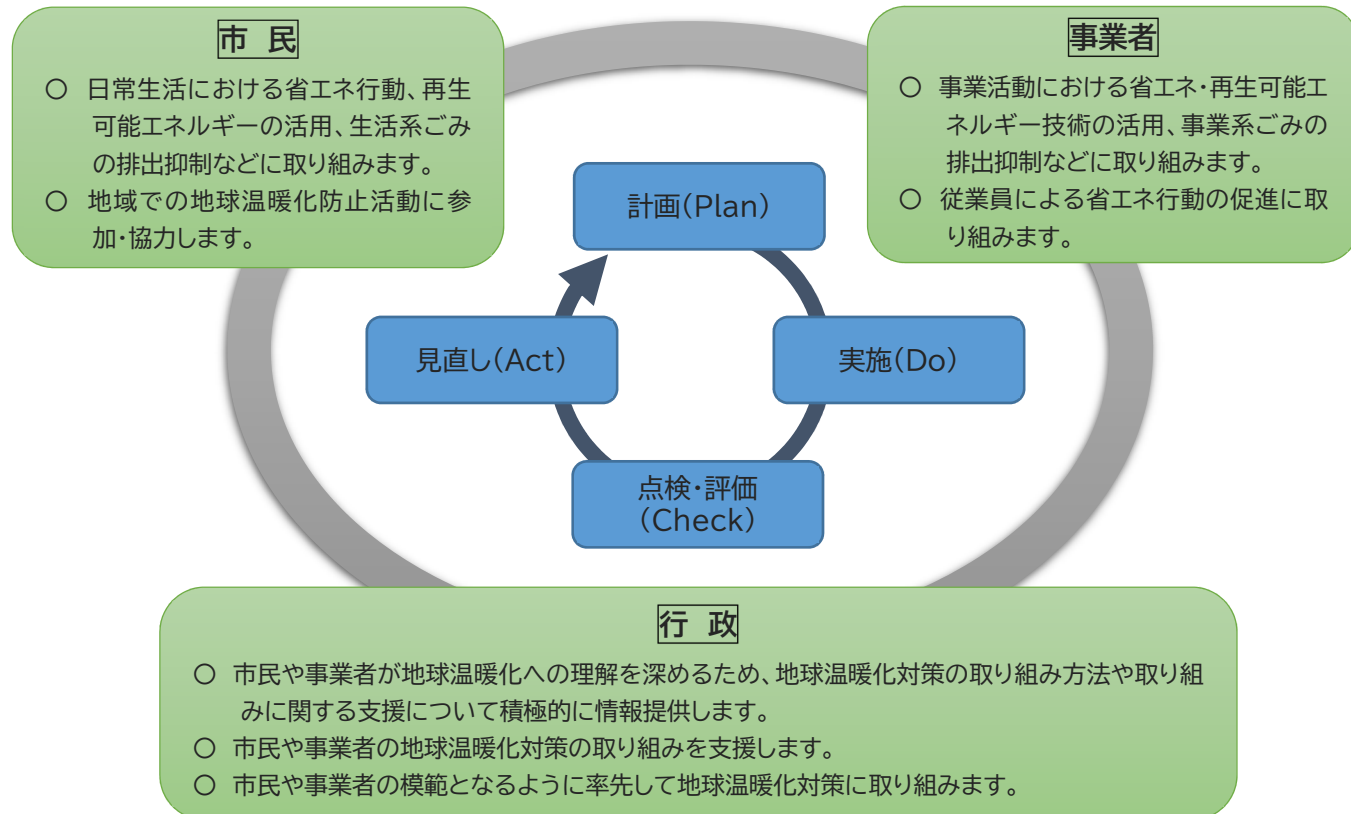 市 民
○ 日常生活における省エネ行動、再生
可能エネルギーの活用、生活系ごみ
の排出抑制などに取り組みます。
○ 地域での地球温暖化防止活動に参
加・協力します。
事業者
○ 事業活動における省エネ・再生可能エ
ネルギー技術の活用、事業系ごみの
排出抑制などに取り組みます。
○ 従業員による省エネ行動の促進に取
り組みます。
計画(Plan)
見直し(Act)
実施(Do)
点検・評価
(Check)
行 政
○ 市民や事業者が地球温暖化への理解を深めるため、地球温暖化対策の取り組み方法や取り組
みに関する支援について積極的に情報提供します。
○ 市民や事業者の地球温暖化対策の取り組みを支援します。
○ 市民や事業者の模範となるように率先して地球温暖化対策に取り組みます。